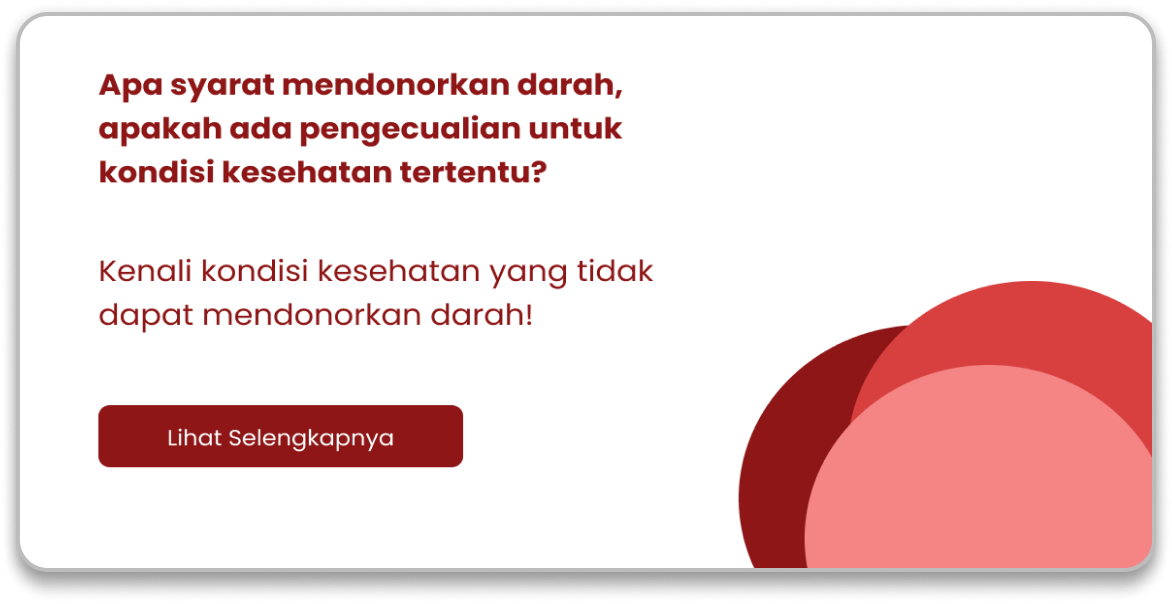 Apa syarat mendonorkan darah,
apakah ada pengecualian untuk
kondisi kesehatan tertentu?
Kenali kondisi kesehatan yang tidak
dapat mendonorkan darah!
Lihat Selengkapnya